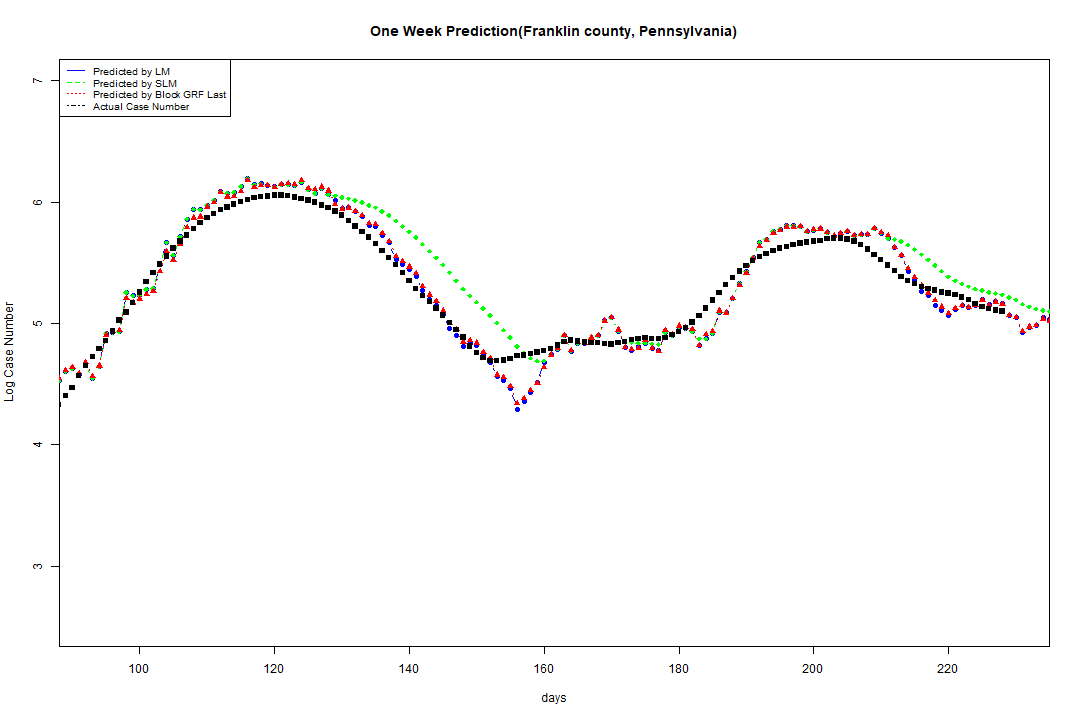 One Week Prediction(Franklin county, Pennsylvania)
Predicted by LM
Predicted by SLM
Predicted by Block GRF Last
Actual Case Number
7
6
5
4
3
Log Case Number
100 120 140 160 180 200 220
days